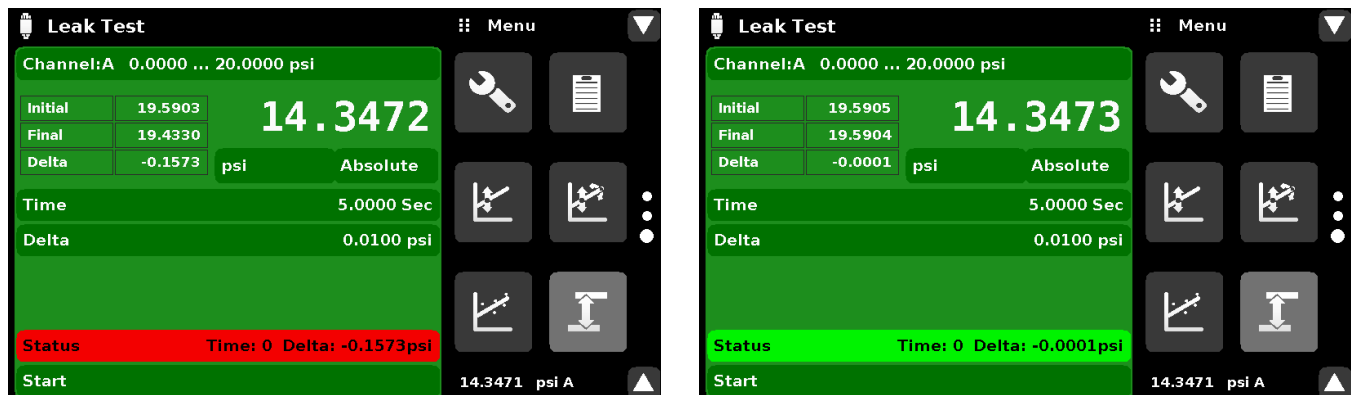 Leak Test
Menu
Channel:A 0.0000 ... 20.0000 psi
Initial 19.5903
Final 19.4330
Delta -0.1573
14.3472
psi Absolute
Time 5.0000 Sec
Delta 0.0100 psi
Status Time: 0 Delta: -0.1573psi
Start
14.3471 psi A
Leak Test
Menu
Channel:A 0.0000 ... 20.0000 psi
Initial 19.5905
Final 19.5904
Delta -0.0001
14.3473
psi Absolute
Time 5.0000 Sec
Delta 0.0100 psi
Status Time: 0 Delta: -0.0001psi
Start
14.3471 psi A